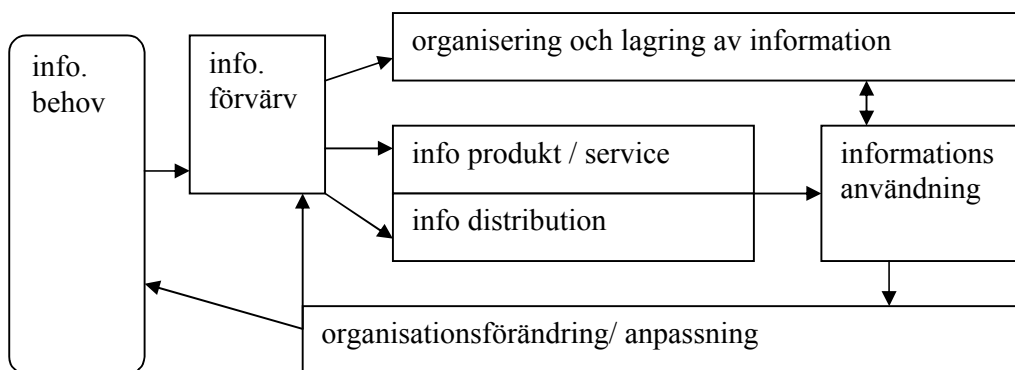 info.
behov
info.
förvärv
organisering och lagring av information
info produkt / service
info distribution
informations
användning
organisationsförändring/ anpassning